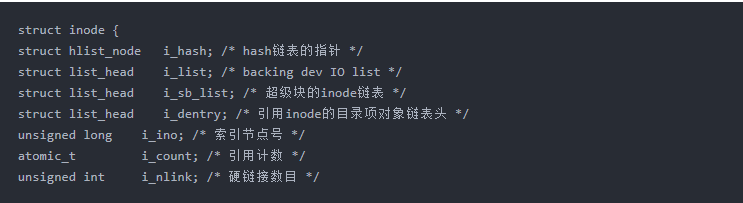 struct inode {
struct hlist_node   i_hash; /* hash链表的指针 */
struct list_head   i_list; /* backing dev IO list */
struct list_head   i_sb_list; /* 超级块的inode链表 */
struct list_head   i_dentry; /* 引用inode的目录项对象链表头 */
unsigned long    i_ino; /* 索引节点号 */
atomic_t         i_count; /* 引用计数 */
unsigned int     i_nlink; /* 硬链接数目 */